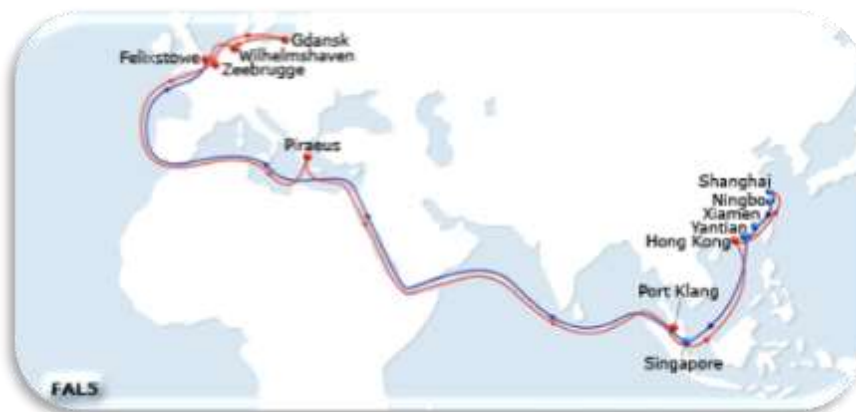 Gdansk
Felixstowe
Wilhelmshaven
Zeebrugge
Piraeus
Shanghai
Ningbo
Xiamen
Yantian
Hong Kong
Port Klang
Singapore
FAL5